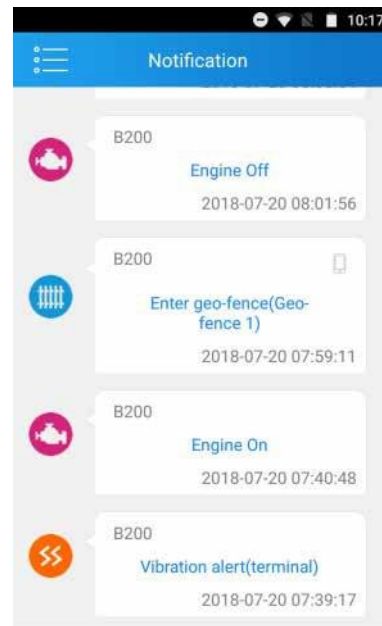 10:17
Notification
B200
Engine Off
2018-07-20 08:01:56
B200
Enter geo-fence(Geo-
fence 1)
2018-07-20 07:59:11
B200
Engine On
2018-07-20 07:40:48
B200
Vibration alert(terminal)
2018-07-20 07:39:17